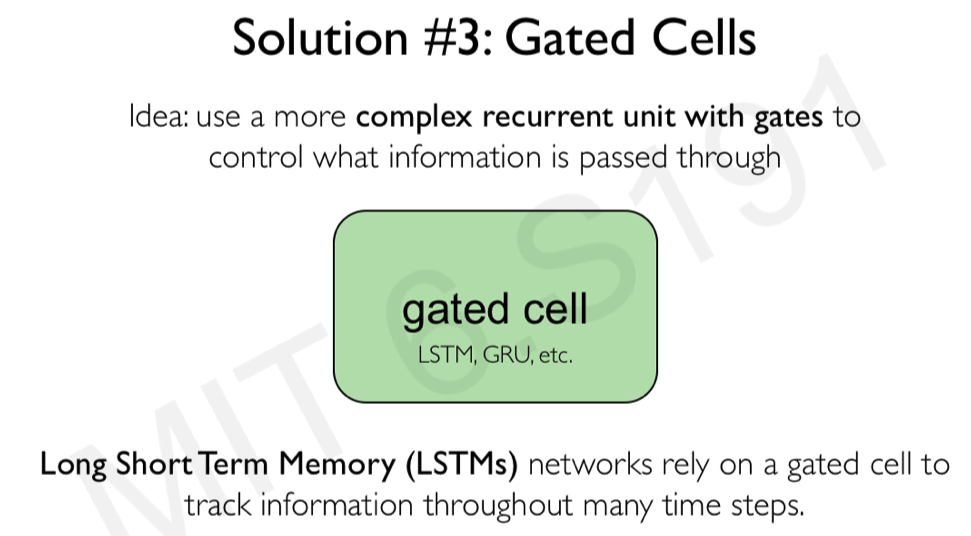 Solution #3: Gated Cells
Idea: use a more complex recurrent unit with gates to
control what information is passed through
gated cell
LSTM, GRU, etc.
Long Short Term Memory (LSTMs) networks rely on a gated cell to
track information throughout many time steps.
MIT 6.S191